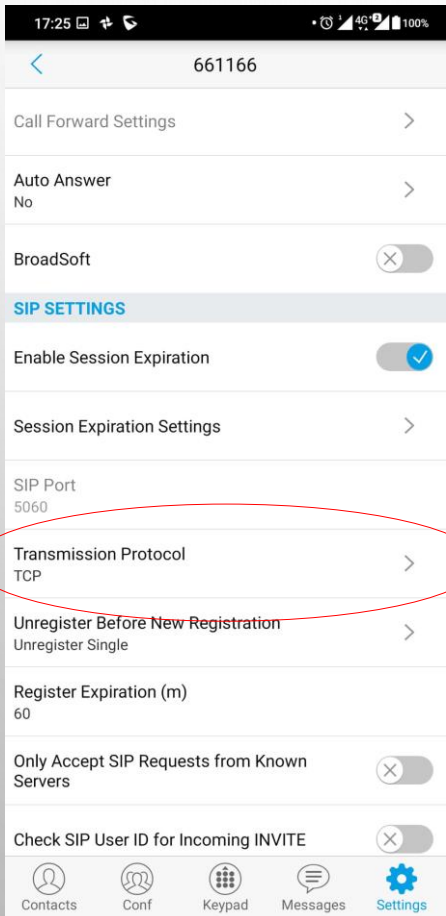 17:25
4G+ 2 100%
661166
Call Forward Settings
Auto Answer
No
BroadSoft
SIP SETTINGS
Enable Session Expiration
Session Expiration Settings
SIP Port
5060
Transmission Protocol
TCP
Unregister Before New Registration
Unregister Single
Register Expiration (m)
60
Only Accept SIP Requests from Known
Servers
Check SIP User ID for Incoming INVITE
Contacts
Conf
Keypad
Messages
Settings